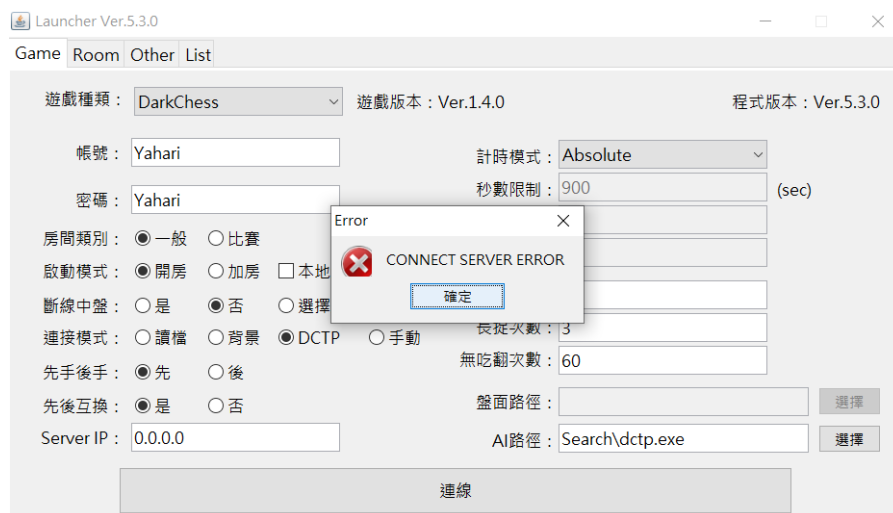 Launcher Ver.5.3.0
Game Room Other List
遊戲種類： DarkChess 遊戲版本：Ver.1.4.0 程式版本：Ver.5.3.0
帳號： Yahari 計時模式： Absolute
密碼： Yahari 秒數限制： 900 (sec)
Error
CONNECT SERVER ERROR
確定
房間類別： 一般 比賽
啟動模式： 開房 加房 本地
斷線中盤： 是 否 選擇
連接模式： 讀檔 背景 DCTP 手動 長捉次數： 3
先手後手： 先 後 無吃翻次數： 60
先後互換： 是 否 盤面路徑： 選擇
Server IP： 0.0.0.0 AI路徑： Search\dctp.exe 選擇
連線